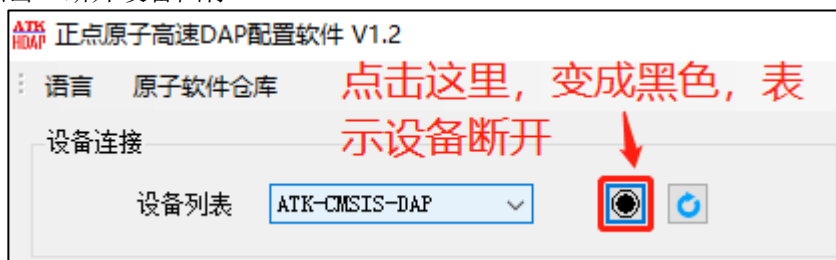 ATK
HDAP
正点原子高速DAP配置软件 V1.2
语言 原子软件仓库
点击这里，变成黑色，表
示设备断开
设备连接
设备列表 ATK-CMSIS-DAP